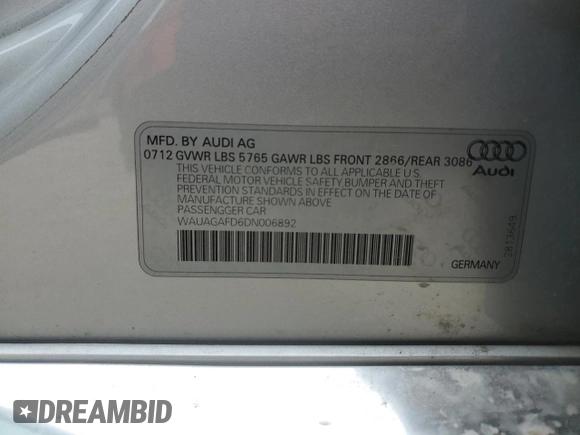 MFD. BY AUDI AG
0712 GVWR LBS 5765 GAWR LBS FRONT 2866/REAR 3086
THIS VEHICLE CONFORMS TO ALL APPLICABLE U.S.
FEDERAL MOTOR VEHICLE SAFETY,BUMPER AND THEFT
PREVENTION STANDARDS IN EFFECT ON THE DATE OF
MANUFACTURE SHOWN ABOVE.
PASSENGGER CAR
WAUAGAFD6DN006892
Audi
2813649
GERMANY
DREAMBID